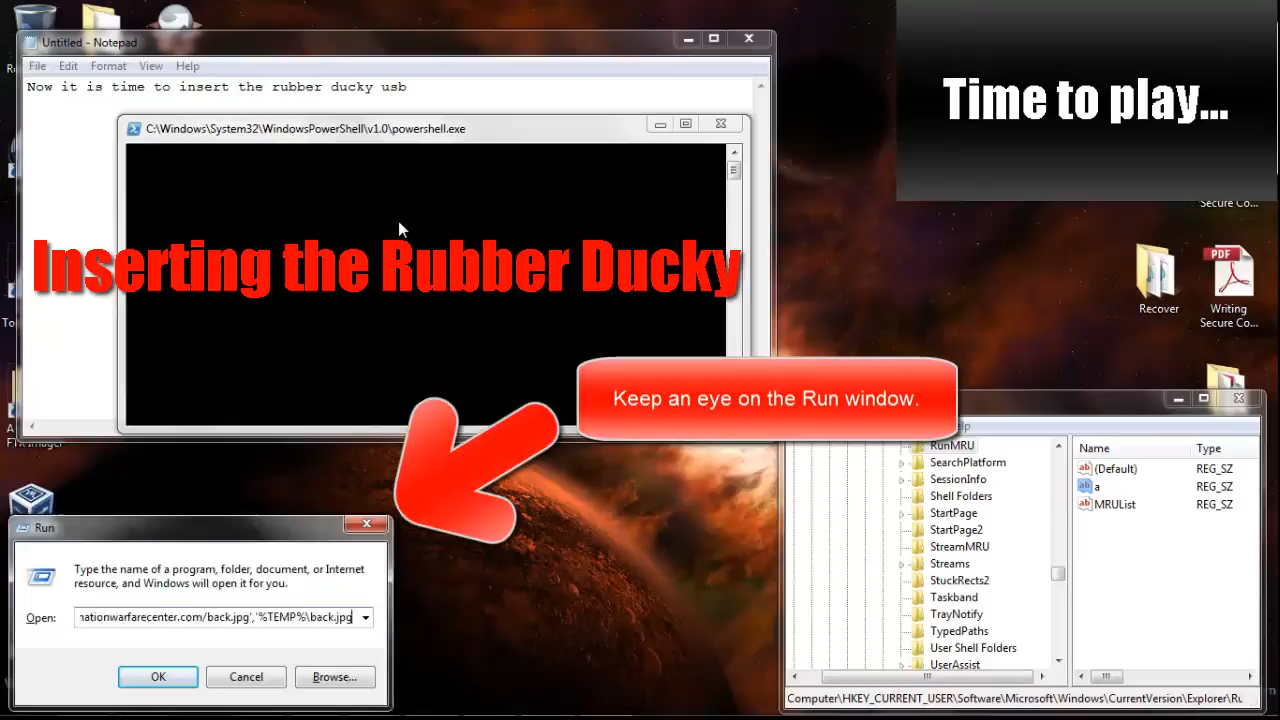 Untitled - Notepad
File Edit Format View Help
Now it is time to insert the rubber ducky usb
C:\Windows\System32\WindowsPowerShell\v1.0\powershell.exe
Time to play...
Inserting the Rubber Ducky
Keep an eye on the Run window.
Secure Co...
Recover
PDF
Writing
Secure Co...
Run
Type the name of a program, folder, document, or Internet
resource, and Windows will open it for you.
Open:
nationwarfarecenter.com/back.jpg','%TEMP%\back.jpg
OK
Cancel
Browse...
RunMRU
SearchPlatform
SessionInfo
Shell Folders
StartPage
StartPage2
StreamMRU
Streams
StuckRects2
Taskband
TrayNotify
TypedPaths
User Shell Folders
UserAssist
Name Type
(Default) REG_SZ
a REG_SZ
MRUList REG_SZ
Computer\HKEY_CURRENT_USER\Software\Microsoft\Windows\CurrentVersion\Explorer\Ru